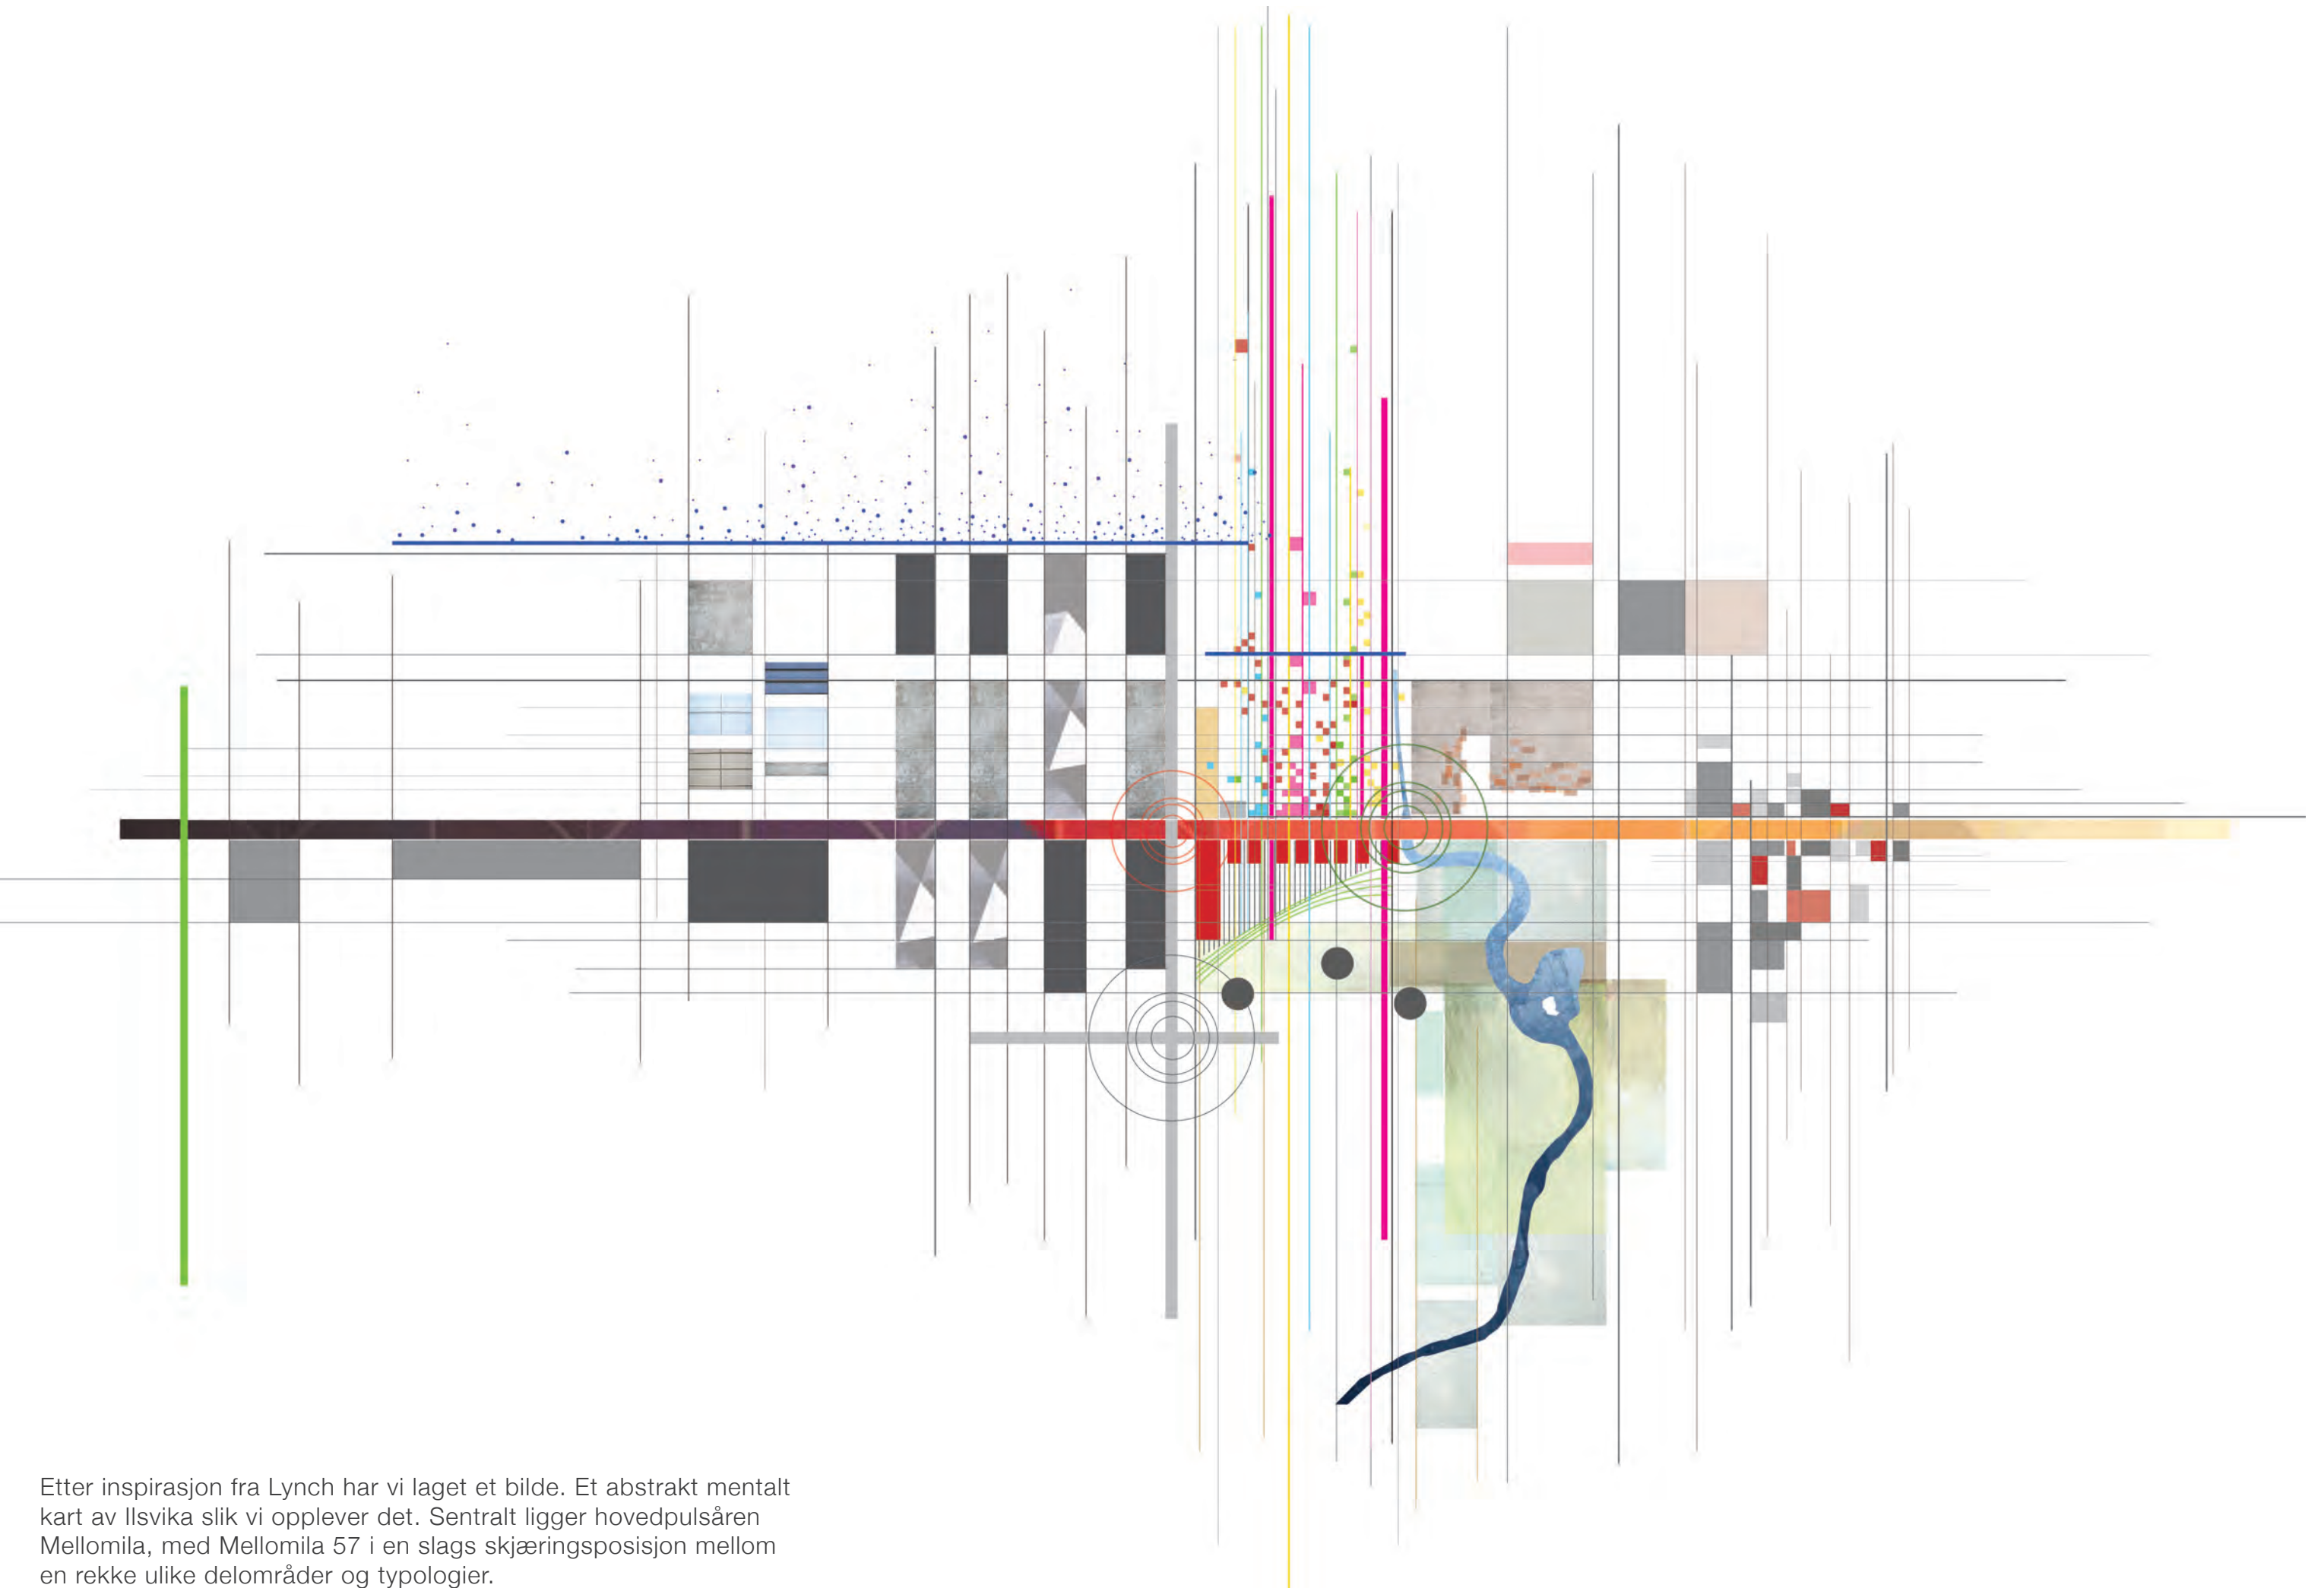 Etter inspirasjon fra Lynch har vi laget et bilde. Et abstrakt mentalt
kart av Ilsvika slik vi opplever det. Sentralt ligger hovedpulsåren
Mellomila, med Mellomila 57 i en slags skjæringsposisjon mellom
en rekke ulike delområder og typologier.